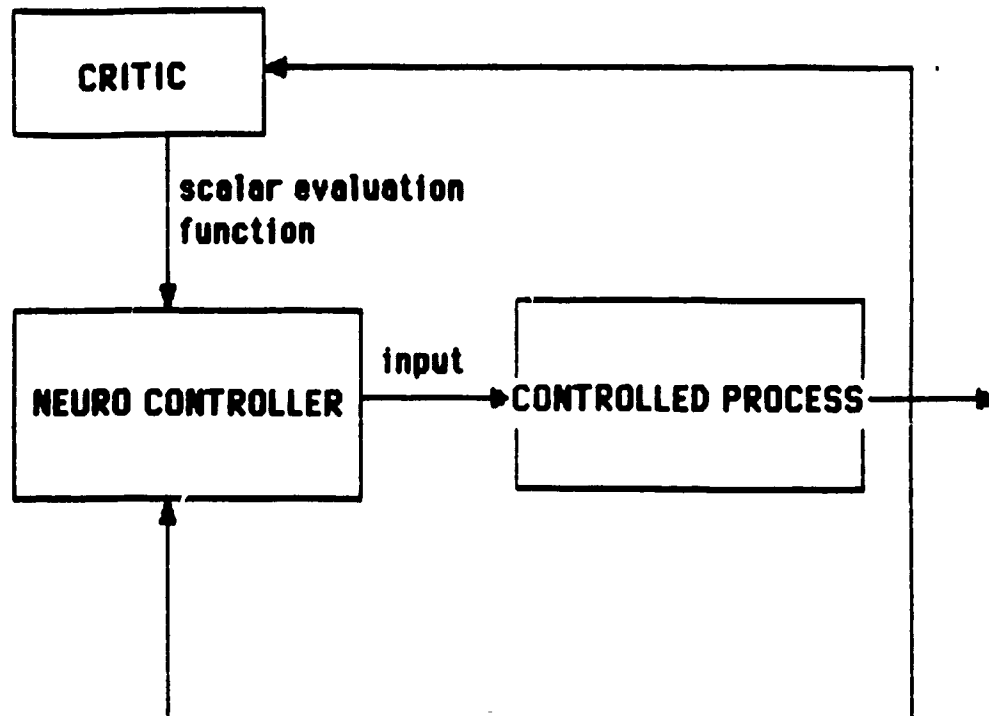 CRITIC
scalar evaluation
function
NEURO CONTROLLER
input
CONTROLLED PROCESS